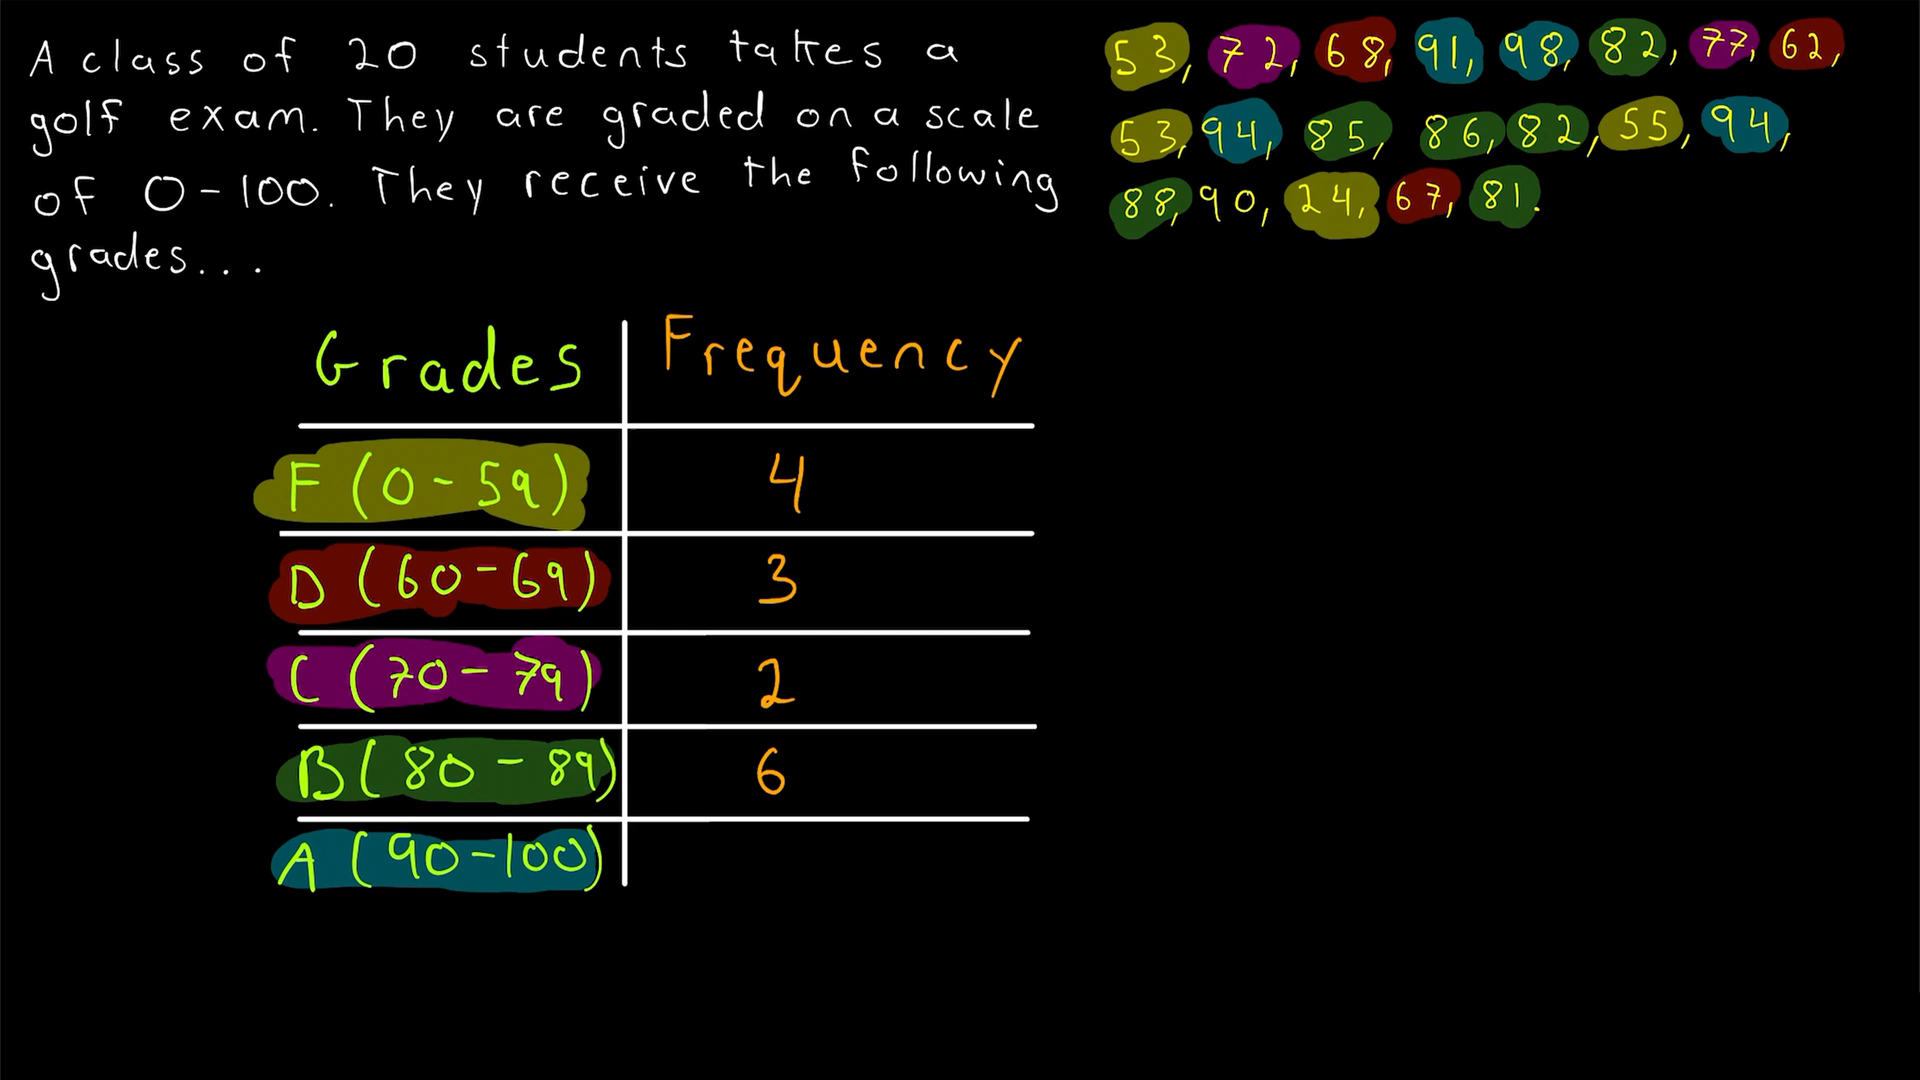 A class of 20 students takes a
golf exam. They are graded on a scale
of 0-100. They receive the following
grades...
53, 72, 68, 91, 98, 82, 77, 62,
53, 94, 85, 86, 82, 55, 94,
88, 90, 24, 67, 81.
Grades Frequency
F (0-59) 4
D (60-69) 3
C (70-79) 2
B (80-89) 6
A (90-100)